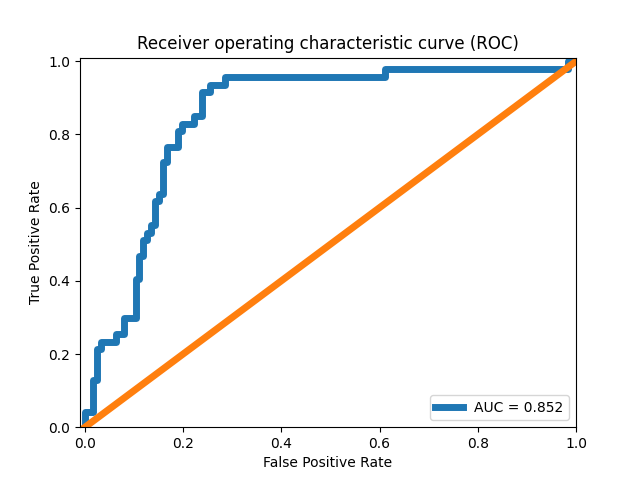 Receiver operating characteristic curve (ROC)
True Positive Rate
1.0
0.8
0.6
0.4
0.2
0.0
0.0 0.2 0.4 0.6 0.8 1.0
False Positive Rate
AUC = 0.852